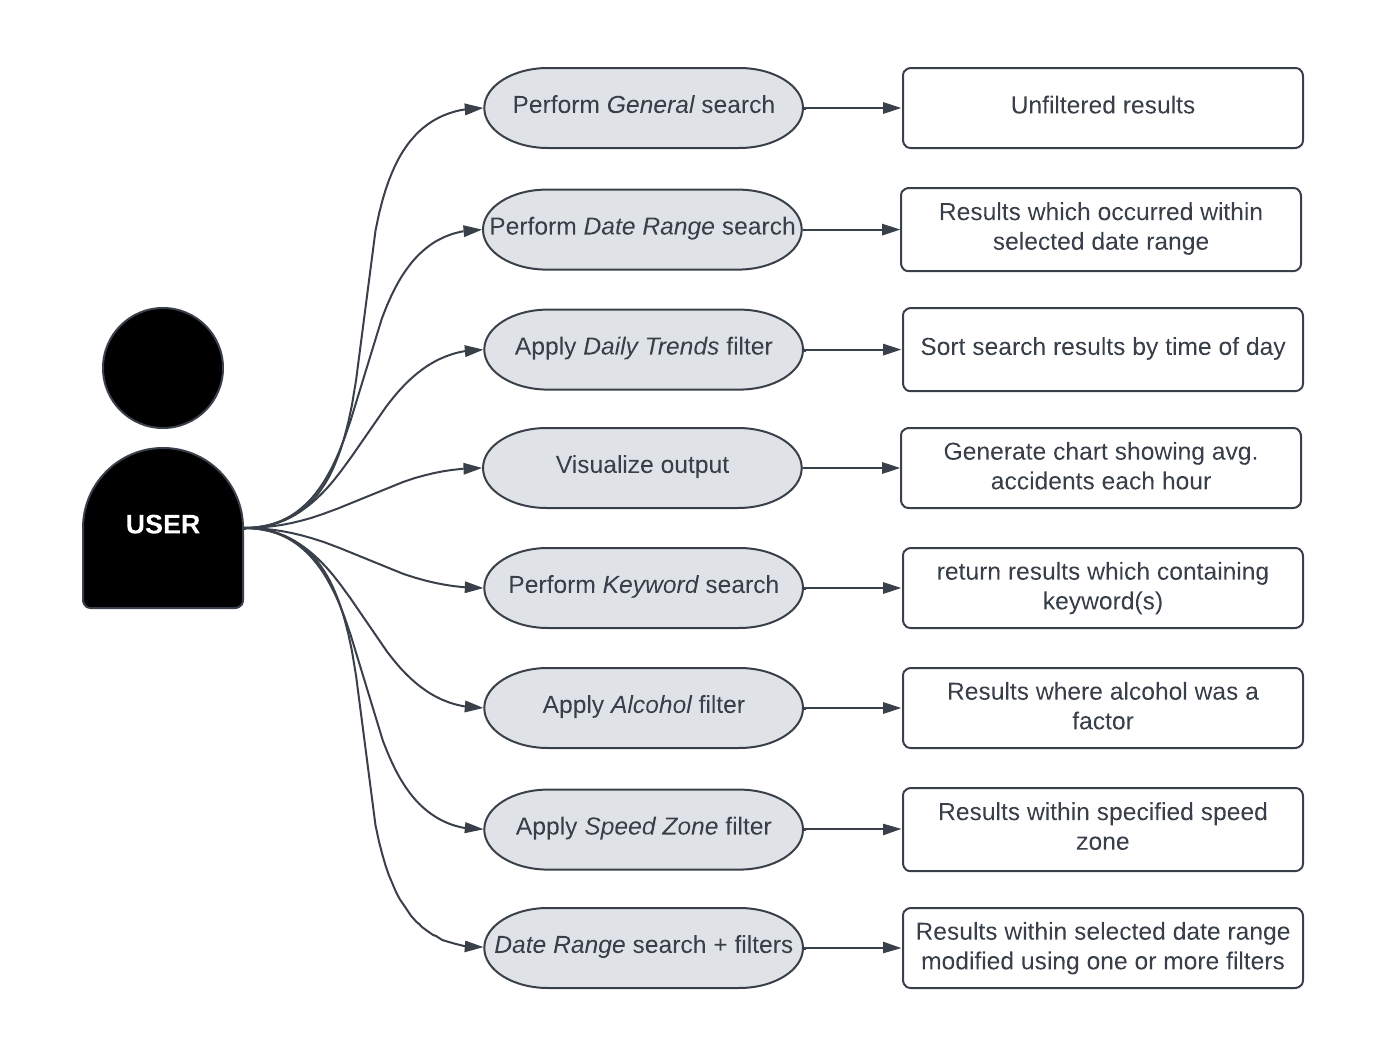 Perform General search
Unfiltered results
Perform Date Range search
Results which occurred within
selected date range
Apply Daily Trends filter
Sort search results by time of day
Visualize output
Generate chart showing avg.
accidents each hour
USER
Perform Keyword search
return results which containing
keyword(s)
Apply Alcohol filter
Results where alcohol was a
factor
Apply Speed Zone filter
Results within specified speed
zone
Date Range search + filters
Results within selected date range
modified using one or more filters